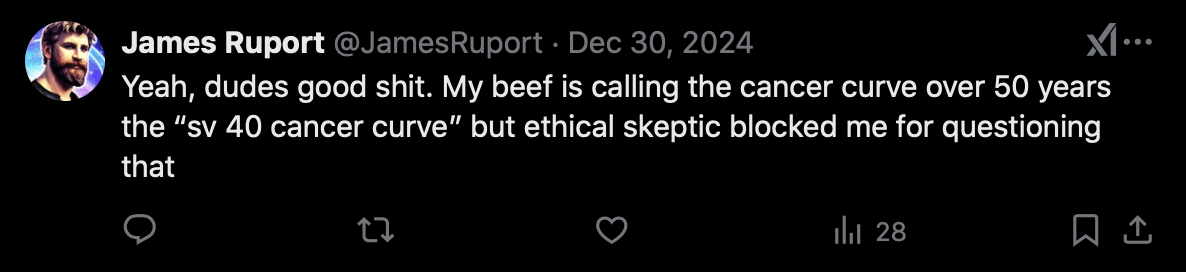 James Ruport @JamesRuport · Dec 30, 2024
Yeah, dudes good shit. My beef is calling the cancer curve over 50 years
the “sv 40 cancer curve” but ethical skeptic blocked me for questioning
that
28